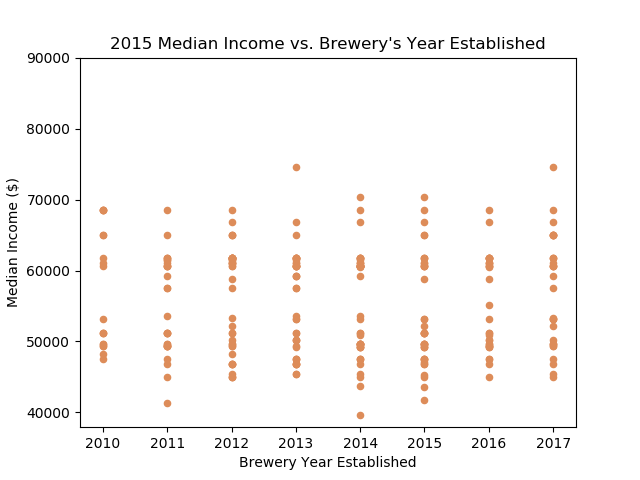 2015 Median Income vs. Brewery's Year Established
90000
80000
70000
60000
50000
40000
Median Income ($)
2010 2011 2012 2013 2014 2015 2016 2017
Brewery Year Established